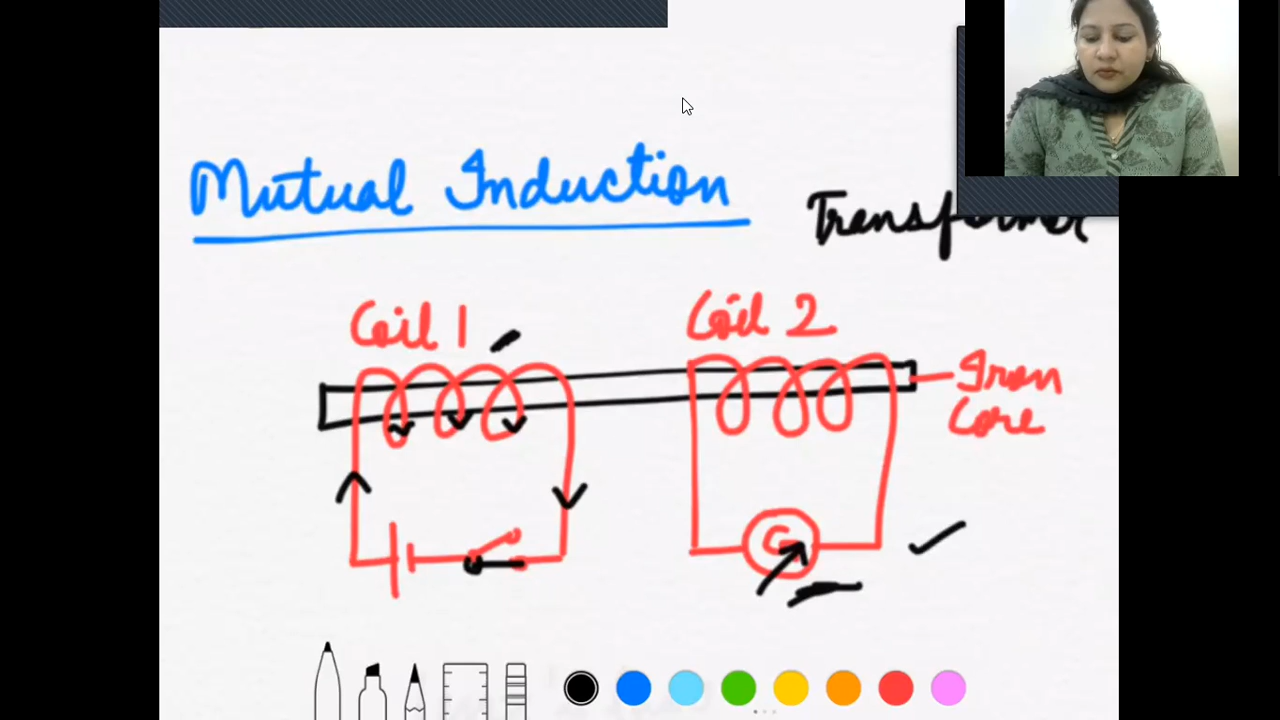 Mutual Induction
Transformer
Coil 1
Coil 2
Iron
Core
G